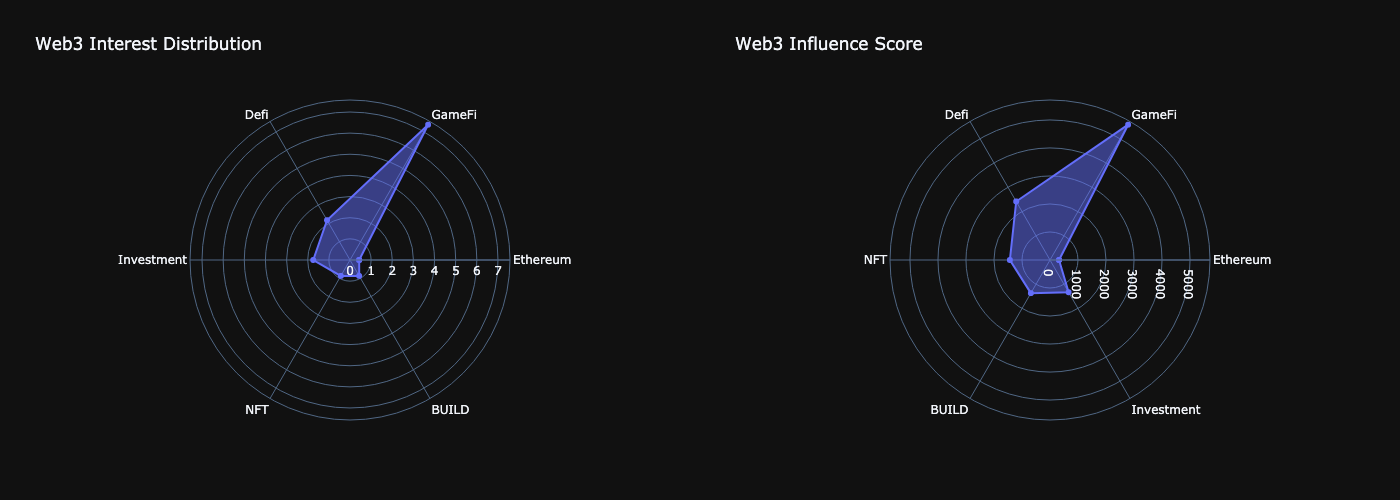 Web3 Interest Distribution
Defi
GameFi
Investment
Ethereum
0 1 2 3 4 5 6 7
NFT
BUILD
Web3 Influence Score
Defi
GameFi
NFT
Ethereum
0 1000 2000 3000 4000 5000
BUILD
Investment